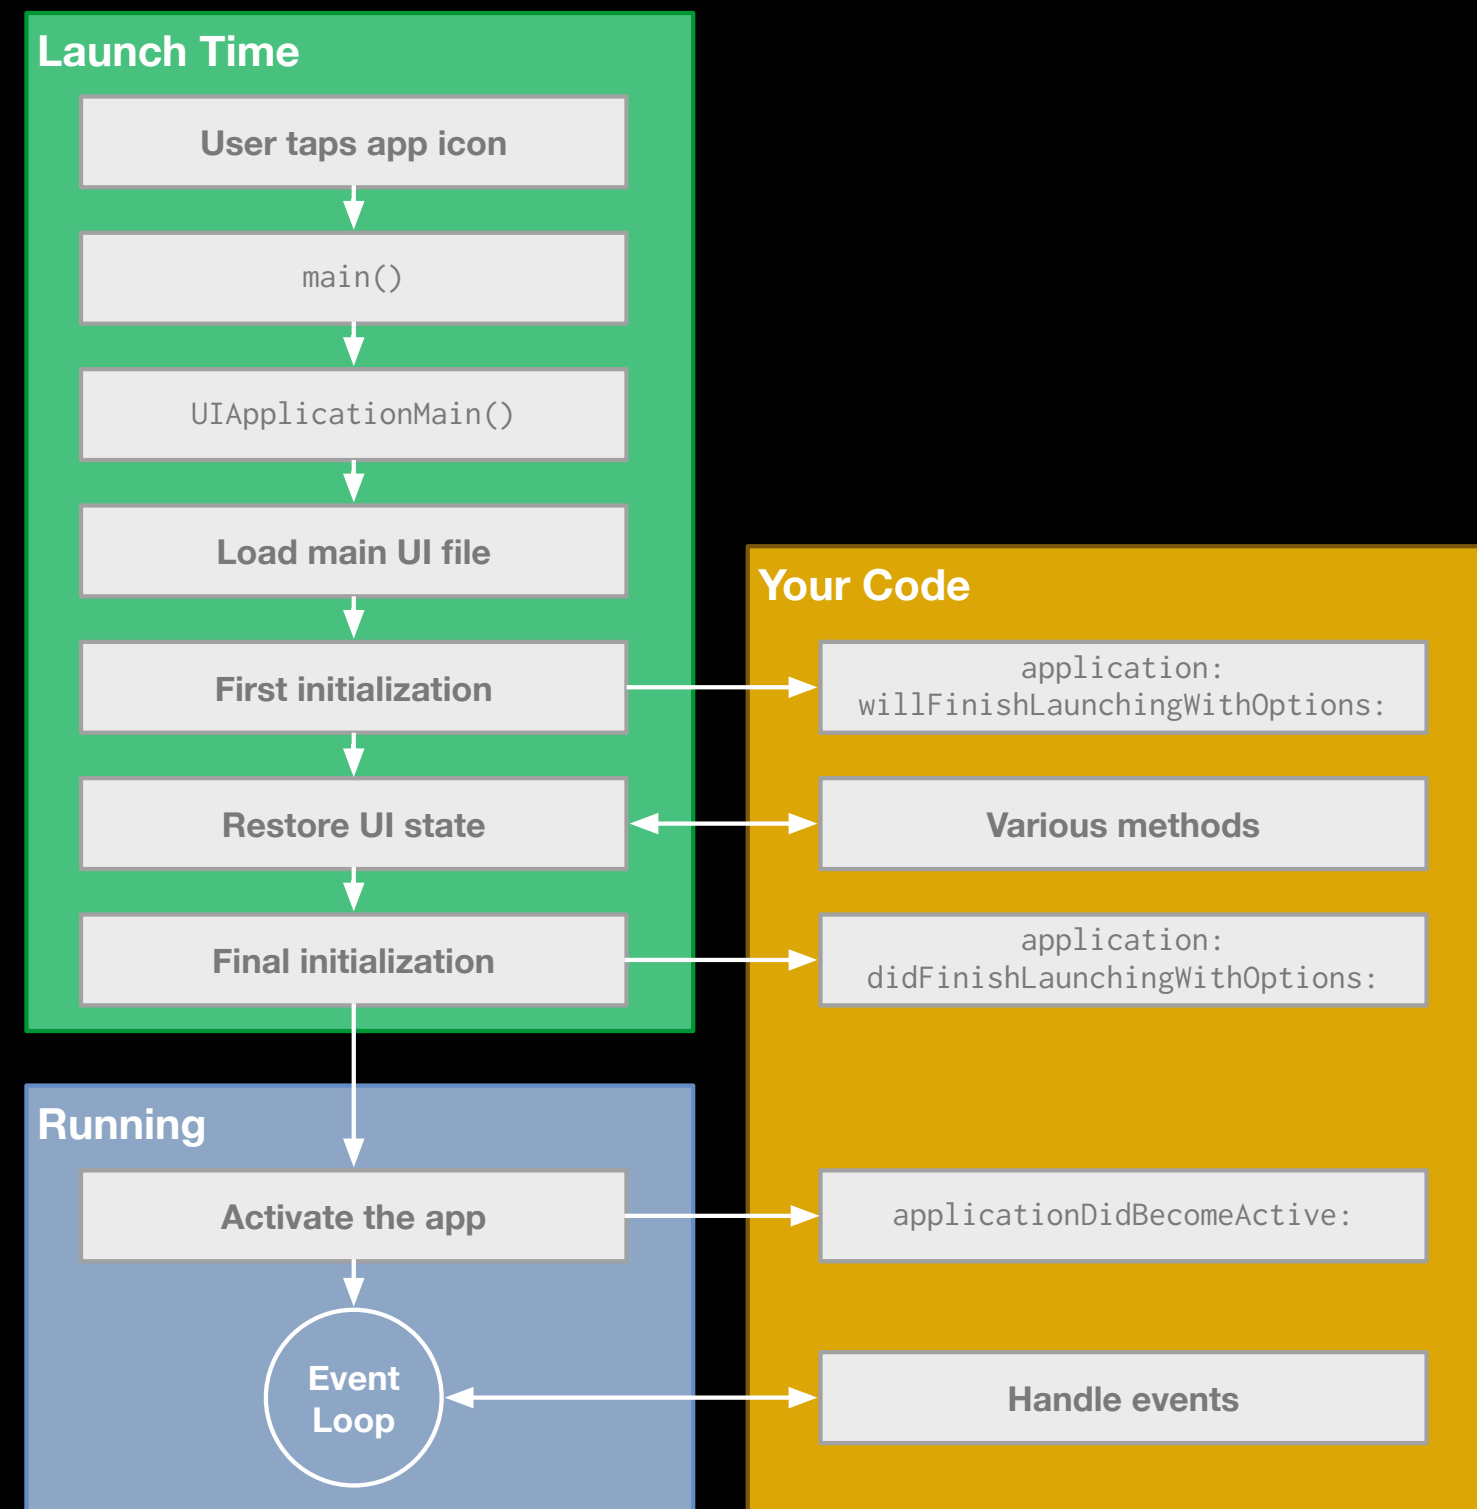 Launch Time
User taps app icon
main()
UIApplicationMain()
Load main UI file
First initialization
Restore UI state
Final initialization
Your Code
application:
willFinishLaunchingWithOptions:
Various methods
application:
didFinishLaunchingWithOptions:
Running
Activate the app
applicationDidBecomeActive:
Event
Loop
Handle events